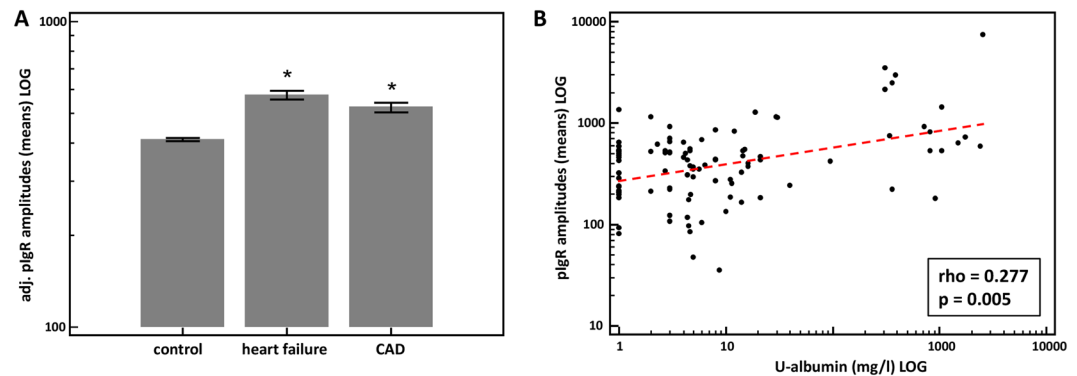 A
adj. pIgR amplitudes (means) LOG
1000
100
*
*
control heart failure CAD
B
pIgR amplitudes (means) LOG
10000
1000
100
10
rho = 0.277
p = 0.005
1 10 1000 10000
U-albumin (mg/l) LOG